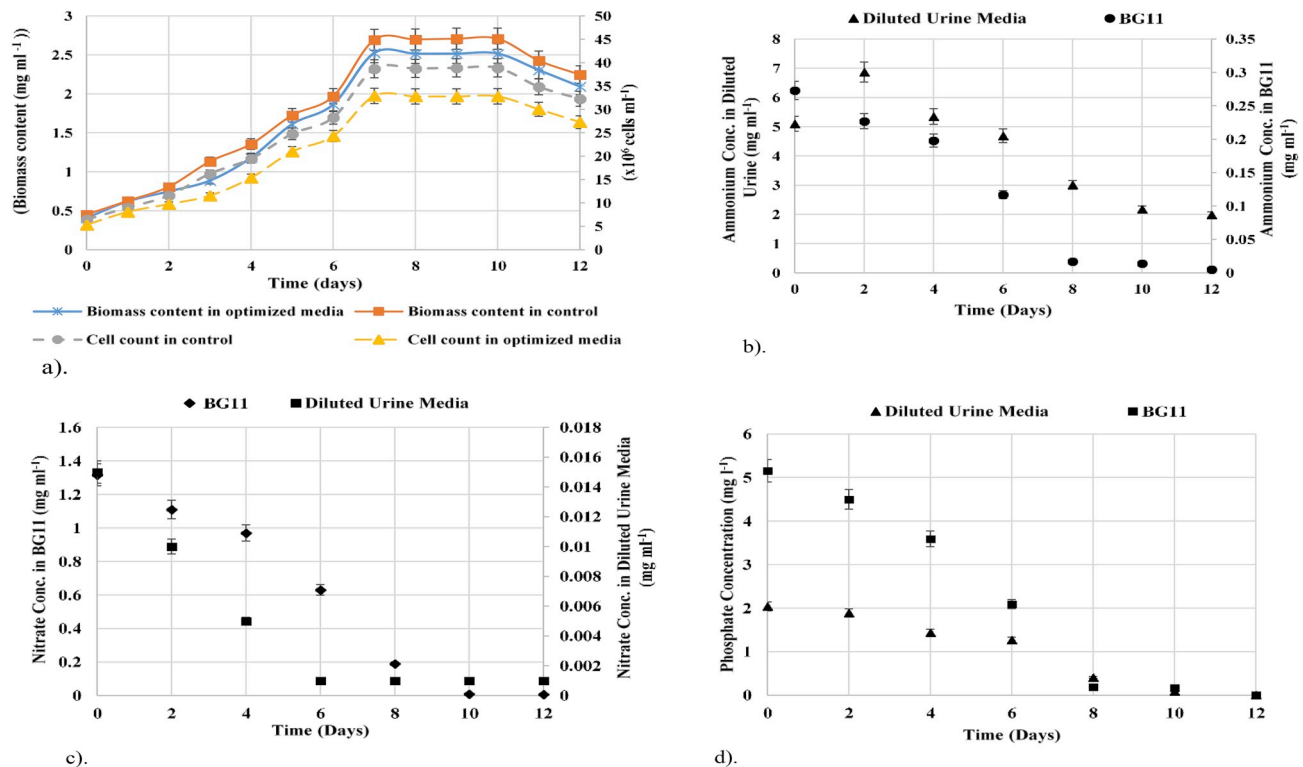 (Biomass content (mg ml⁻¹))
3
2.5
2
1.5
1
0.5
0
50
45
40
35
30
25
20
15
10
5
0
(x10⁶ cells ml⁻¹)
0 2 4 6 8 10 12
Time (days)
Biomass content in optimized media
Biomass content in control
Cell count in control
Cell count in optimized media
a).
Diluted Urine Media
BG11
Ammonium Conc. in Diluted
Urine (mg ml⁻¹)
8
7
6
5
4
3
2
1
0
0.35
0.3
0.25
0.2
0.15
0.1
0.05
0
Ammonium Conc. in BG11
(mg ml⁻¹)
0 2 4 6 8 10 12
Time (Days)
b).
BG11
Diluted Urine Media
Nitrate Conc. in BG11 (mg ml⁻¹)
1.6
1.4
1.2
1
0.8
0.6
0.4
0.2
0
0.018
0.016
0.014
0.012
0.01
0.008
0.006
0.004
0.002
0
Nitrate Conc. in Diluted Urine Media
(mg ml⁻¹)
0 2 4 6 8 10 12
Time (Days)
c).
Diluted Urine Media
BG11
Phosphate Concentration (mg l⁻¹)
6
5
4
3
2
1
0
0 2 4 6 8 10 12
Time (Days)
d).